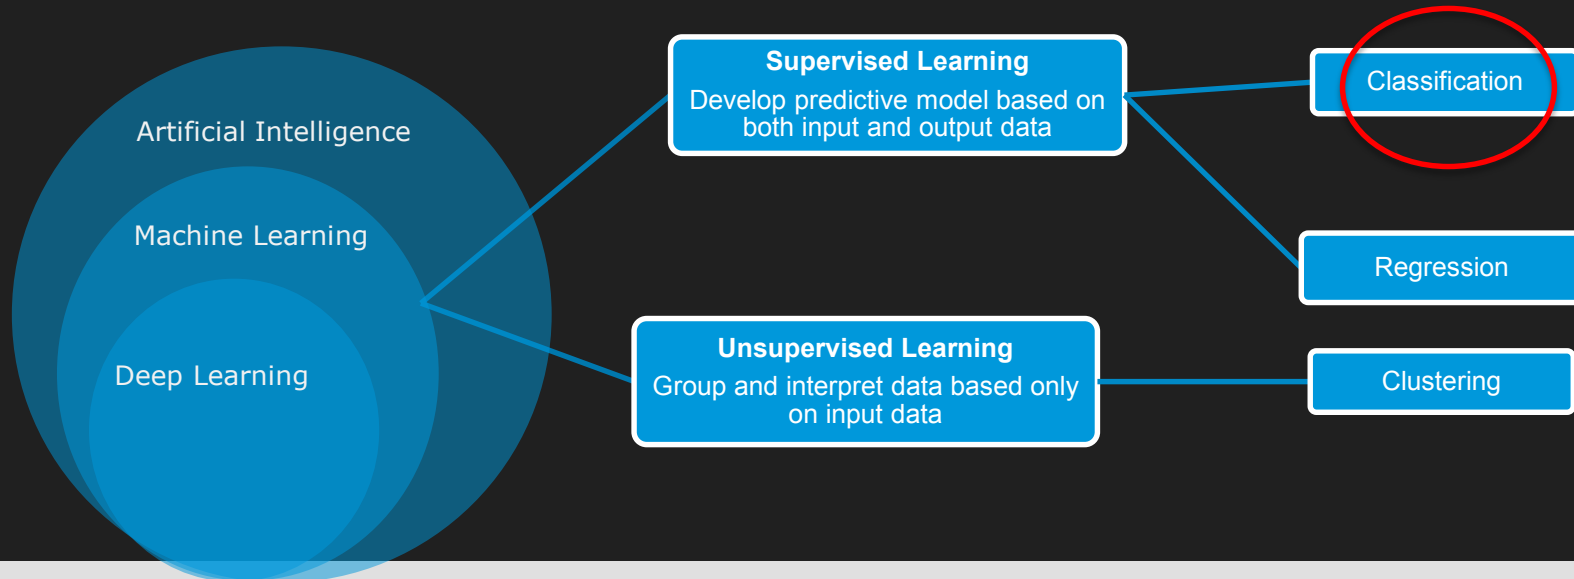 Artificial Intelligence
Machine Learning
Deep Learning
Supervised Learning
Develop predictive model based on
both input and output data
Unsupervised Learning
Group and interpret data based only
on input data
Classification
Regression
Clustering